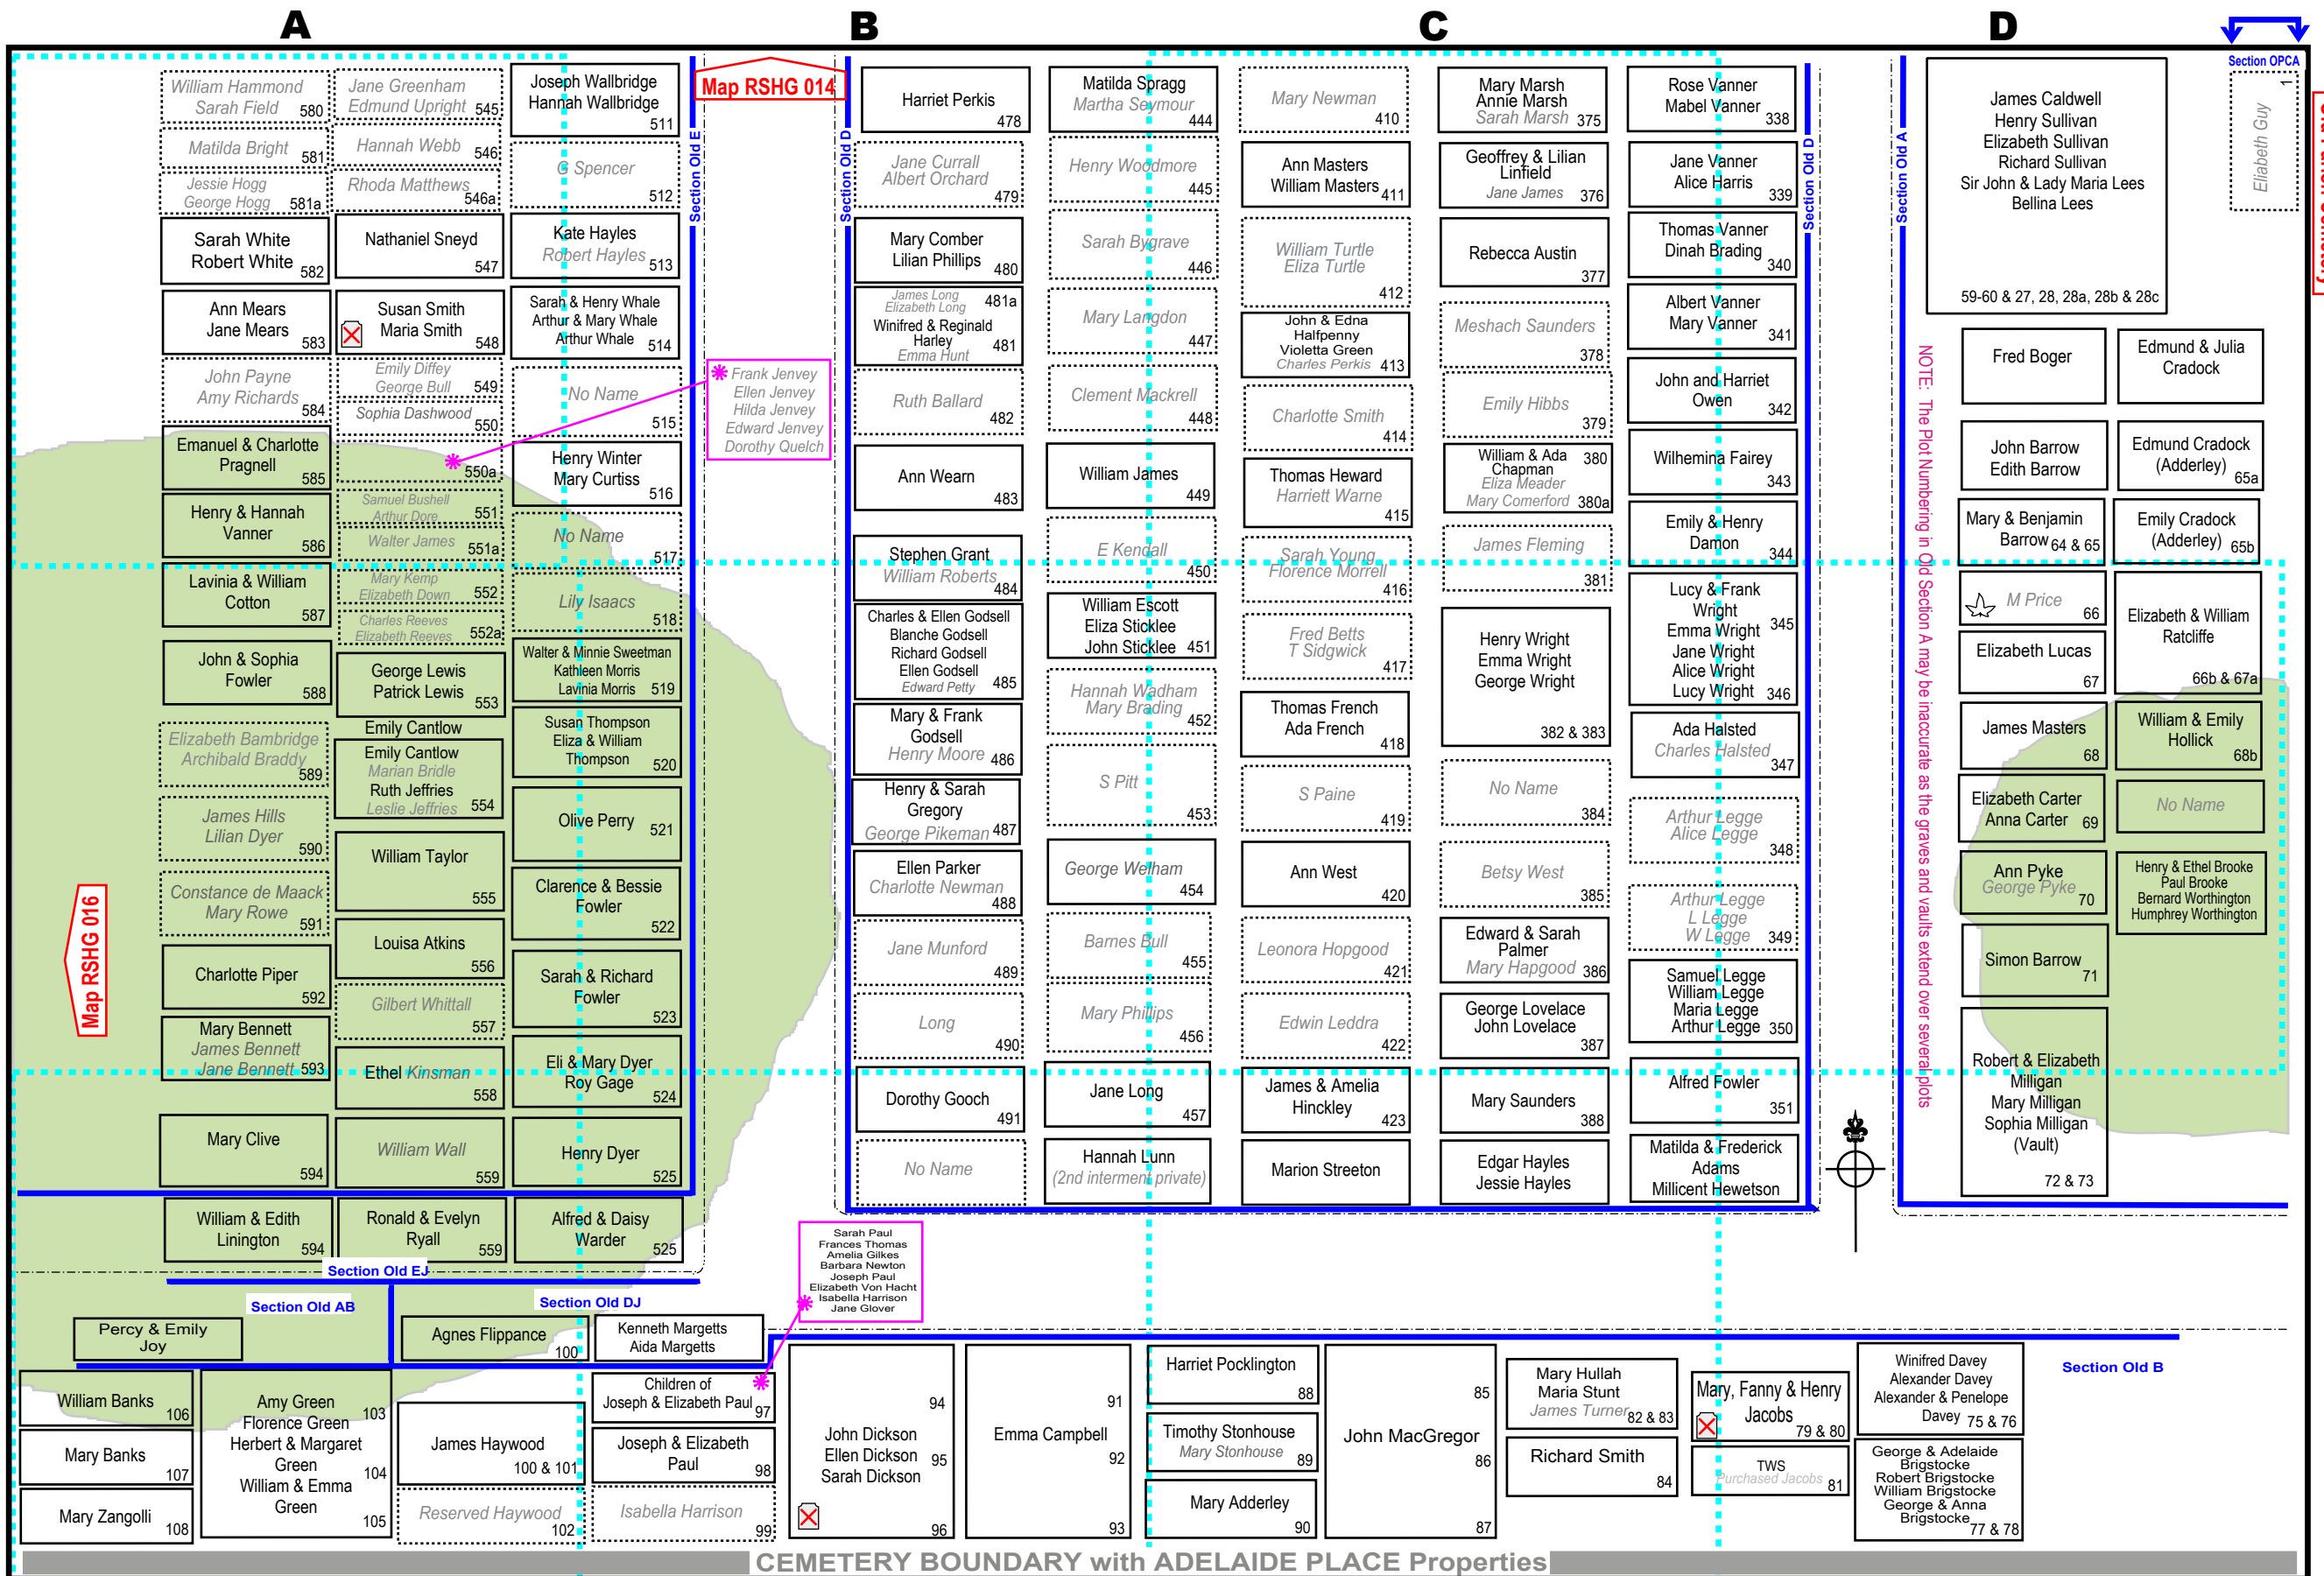 A
B
C
D
William Hammond
Sarah Field 580
Matilda Bright 581
Jessie Hogg
George Hogg 581a
Sarah White
Robert White 582
Ann Mears
Jane Mears
583
John Payne
Amy Richards
584
Emanuel & Charlotte
Pragnell
585
Henry & Hannah
Vanner
586
Lavinia & William
Cotton
587
John & Sophia
Fowler
588
Elizabeth Bambridge
Archibald Braddy
589
James Hills
Lilian Dyer
590
Constance de Maack
Mary Rowe
591
Charlotte Piper
592
Mary Bennett
James Bennett
Jane Bennett 593
Mary Clive
594
William & Edith
Linington 594
Jane Greenham
Edmund Upright 545
Hannah Webb 546
Rhoda Matthews
546a
Nathaniel Sneyd
547
Susan Smith
Maria Smith
548
Emily Diffey
George Bull 549
Sophia Dashwood
550
550a
Samuel Bushell
Arthur Dore 551
Walter James 551a
Mary Kemp
Elizabeth Down 552
Charles Reeves
Elizabeth Reeves 552a
George Lewis
Patrick Lewis
553
Emily Cantlow
Emily Cantlow
Marian Bridle
Ruth Jeffries
Leslie Jeffries 554
William Taylor
555
Louisa Atkins
556
Gilbert Whittall
557
Ethel Kinsman
558
William Wall
559
Ronald & Evelyn
Ryall 559
Joseph Wallbridge
Hannah Wallbridge
511
G Spencer
512
Kate Hayles
Robert Hayles 513
Sarah & Henry Whale
Arthur & Mary Whale
Arthur Whale 514
No Name
515
Henry Winter
Mary Curtiss
516
No Name
517
Lily Isaacs
518
Walter & Minnie Sweetman
Kathleen Morris
Lavinia Morris 519
Susan Thompson
Eliza & William
Thompson 520
Olive Perry 521
Clarence & Bessie
Fowler
522
Sarah & Richard
Fowler
523
Eli & Mary Dyer
Roy Gage
524
Henry Dyer
525
Alfred & Daisy
Warder 525
Section Old E
Map RSHG 014
Map RSHG 016
Frank Jenvey
Ellen Jenvey
Hilda Jenvey
Edward Jenvey
Dorothy Quelch
Section Old D
Harriet Perkis
478
Jane Currall
Albert Orchard
479
Mary Comber
Lilian Phillips 480
James Long 481a
Elizabeth Long
Winifred & Reginald
Harley 481
Emma Hunt
Ruth Ballard
482
Ann Wearn
483
Stephen Grant
William Roberts
484
Charles & Ellen Godsell
Blanche Godsell
Richard Godsell
Ellen Godsell
Edward Petty 485
Mary & Frank
Godsell
Henry Moore 486
Henry & Sarah
Gregory
George Pikeman 487
Ellen Parker
Charlotte Newman
488
Jane Munford
489
Long
490
Dorothy Gooch
491
No Name
Matilda Spragg
Martha Seymour
444
Henry Woodmore
445
Sarah Bygrave
446
Mary Langdon
447
Clement Mackrell
448
William James
449
E Kendall
450
William Escott
Eliza Sticklee
John Sticklee 451
Hannah Wadham
Mary Brading
452
S Pitt
453
George Welham
454
Barnes Bull
455
Mary Phillips
456
Jane Long
457
Hannah Lunn
(2nd interment private)
Mary Newman
410
Ann Masters
William Masters 411
William Turtle
Eliza Turtle
412
John & Edna
Halfpenny
Violetta Green
Charles Perkis 413
Charlotte Smith
414
Thomas Heward
Harriett Warne
415
Sarah Young
Florence Morrell
416
Fred Betts
T Sidgwick
417
Thomas French
Ada French
418
S Paine
419
Ann West
420
Leonora Hopgood
421
Edwin Leddra
422
James & Amelia
Hinckley
423
Marion Streeton
Mary Marsh
Annie Marsh
Sarah Marsh 375
Geoffrey & Lilian
Linfield
Jane James 376
Rebecca Austin
377
Meshach Saunders
378
Emily Hibbs
379
William & Ada 380
Chapman
Eliza Meader
Mary Comerford 380a
James Fleming
381
Henry Wright
Emma Wright
George Wright
382 & 383
No Name
384
Betsy West
385
Edward & Sarah
Palmer
Mary Hapgood 386
George Lovelace
John Lovelace
387
Mary Saunders
388
Edgar Hayles
Jessie Hayles
Rose Vanner
Mabel Vanner
338
Jane Vanner
Alice Harris
339
Thomas Vanner
Dinah Brading
340
Albert Vanner
Mary Vanner
341
John and Harriet
Owen
342
Wilhemina Fairey
343
Emily & Henry
Damon
344
Lucy & Frank
Wright
Emma Wright 345
Jane Wright
Alice Wright
Lucy Wright 346
Ada Halsted
Charles Halsted
347
Arthur Legge
Alice Legge
348
Arthur Legge
L Legge
W Legge 349
Samuel Legge
William Legge
Maria Legge
Arthur Legge 350
Alfred Fowler
351
Matilda & Frederick
Adams
Millicent Hewetson
Section Old D
Section Old A
NOTE: The Plot Numbering in Old Section A may be inaccurate as the graves and vaults extend over several plots
James Caldwell
Henry Sullivan
Elizabeth Sullivan
Richard Sullivan
Sir John & Lady Maria Lees
Bellina Lees
59-60 & 27, 28, 28a, 28b & 28c
Section OPCA
Eliabeth Guy 1
Fred Boger
Edmund & Julia
Cradock
John Barrow
Edith Barrow
Edmund Cradock
(Adderley)
65a
Mary & Benjamin
Barrow 64 & 65
Emily Cradock
(Adderley) 65b
M Price
66
Elizabeth & William
Ratcliffe
66b & 67a
Elizabeth Lucas
67
James Masters
68
William & Emily
Hollick
68b
Elizabeth Carter
Anna Carter 69
No Name
Ann Pyke
George Pyke
70
Henry & Ethel Brooke
Paul Brooke
Bernard Worthington
Humphrey Worthington
Simon Barrow
71
Robert & Elizabeth
Milligan
Mary Milligan
Sophia Milligan
(Vault)
72 & 73
Section Old EJ
Section Old AB
Section Old DJ
Sarah Paul
Frances Thomas
Amelia Gilkes
Barbara Newton
Joseph Paul
Elizabeth Von Hacht
Isabella Harrison
Jane Glover
Percy & Emily
Joy
Agnes Flippance
100
Kenneth Margetts
Aida Margetts
Section Old B
William Banks
106
Mary Banks
107
Mary Zangolli
108
Amy Green
103
Florence Green
Herbert & Margaret
Green 104
William & Emma
Green
105
James Haywood
100 & 101
Reserved Haywood
102
Children of
Joseph & Elizabeth Paul 97
Joseph & Elizabeth
Paul 98
Isabella Harrison
99
94
John Dickson
Ellen Dickson 95
Sarah Dickson
96
91
Emma Campbell
92
93
Harriet Pocklington
88
Timothy Stonhouse
Mary Stonhouse
89
Mary Adderley
90
85
John MacGregor
86
87
Mary Hullah
Maria Stunt
James Turner 82 & 83
Richard Smith
84
Mary, Fanny & Henry
Jacobs
79 & 80
TWS
Purchased Jacobs 81
Winifred Davey
Alexander Davey
Alexander & Penelope
Davey 75 & 76
George & Adelaide
Brigstocke
Robert Brigstocke
William Brigstocke
George & Anna
Brigstocke 77 & 78
CEMETERY BOUNDARY with ADELAIDE PLACE Properties